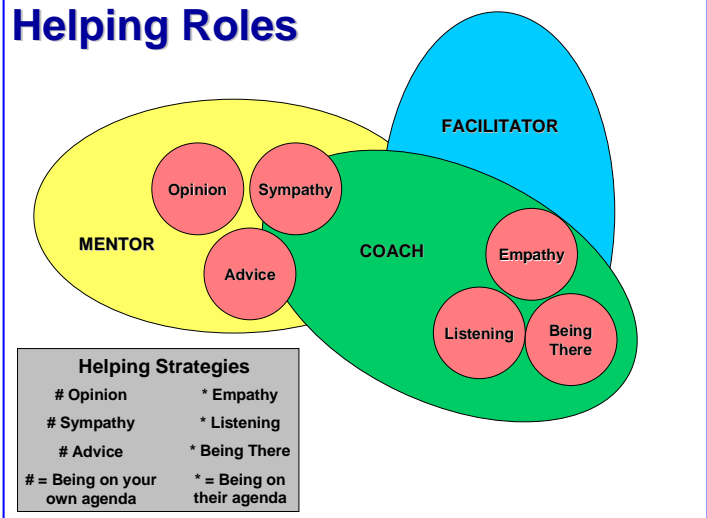 Helping Roles
FACILITATOR
Opinion
Sympathy
MENTOR
COACH
Empathy
Advice
Listening
Being
There
Helping Strategies
# Opinion
* Empathy
# Sympathy
* Listening
# Advice
* Being There
# = Being on your
own agenda
* = Being on
their agenda